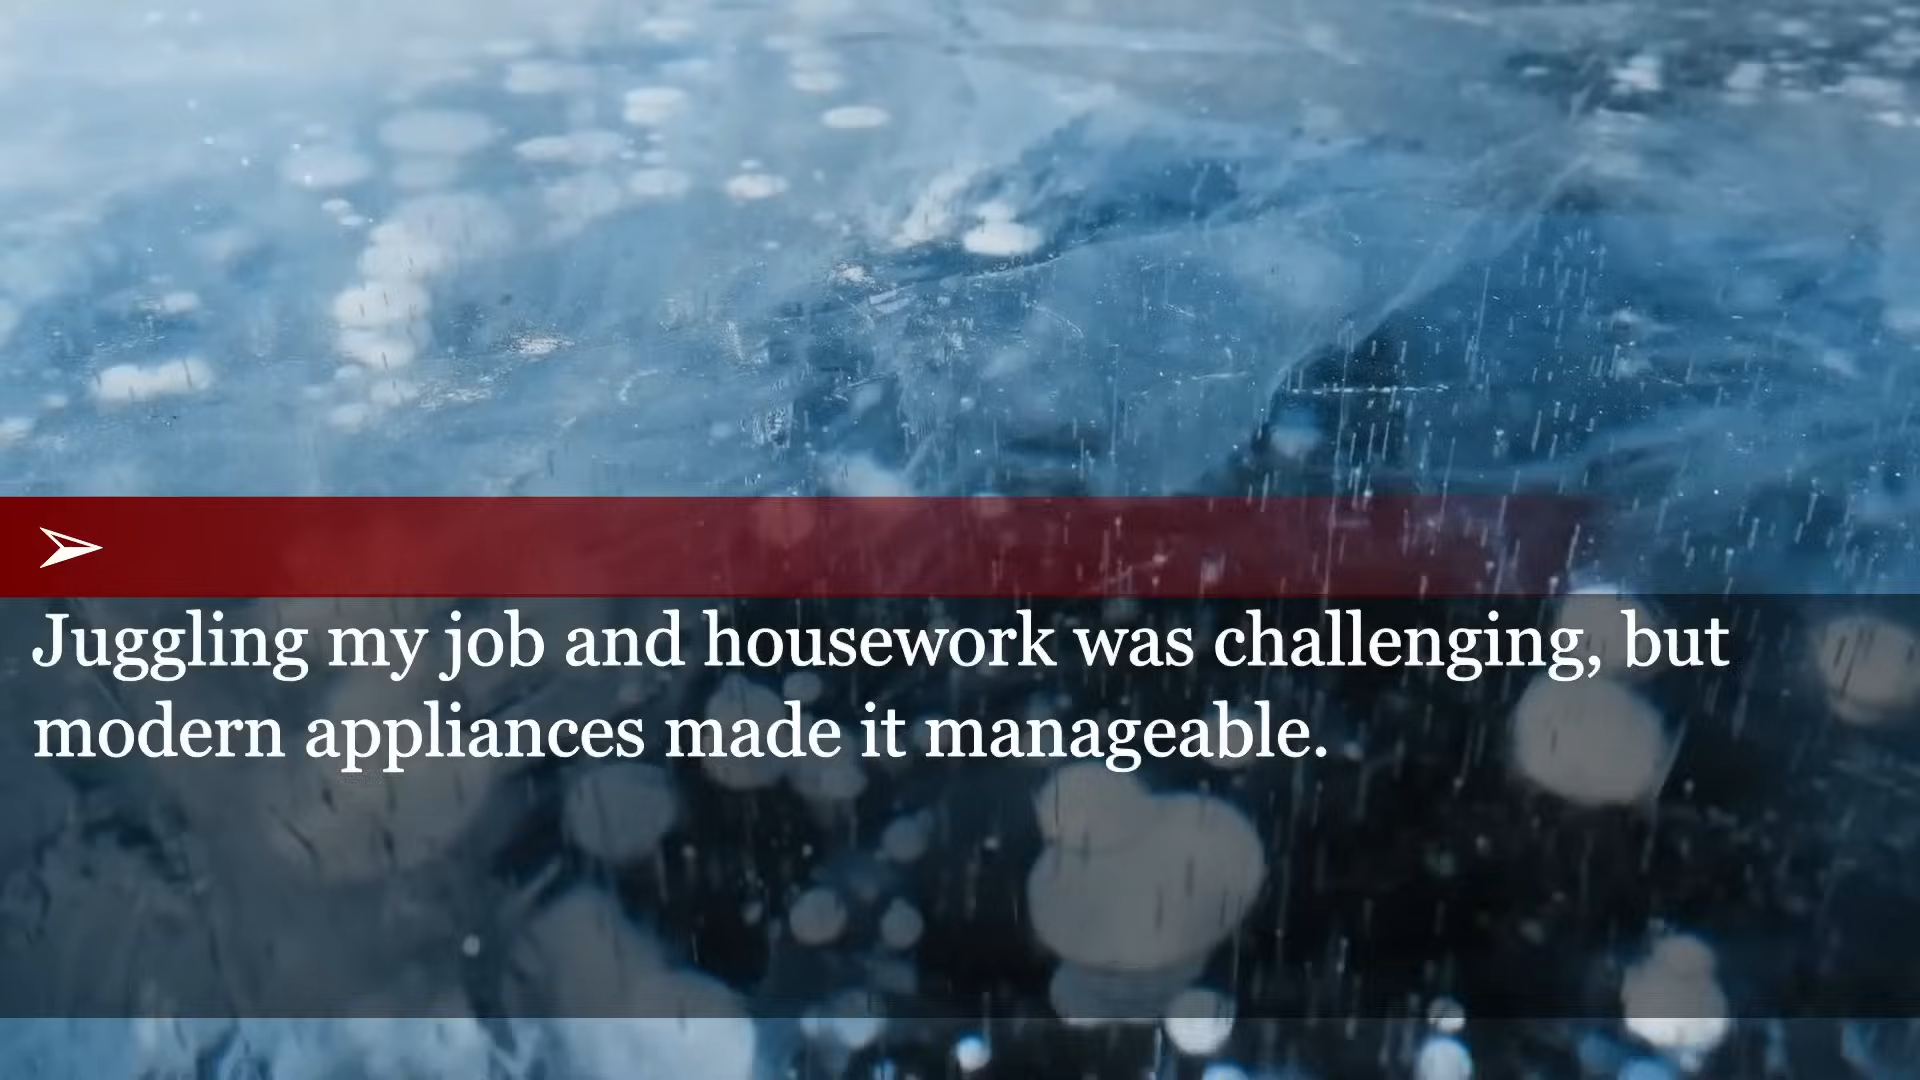 Juggling my job and housework was challenging, but
modern appliances made it manageable.